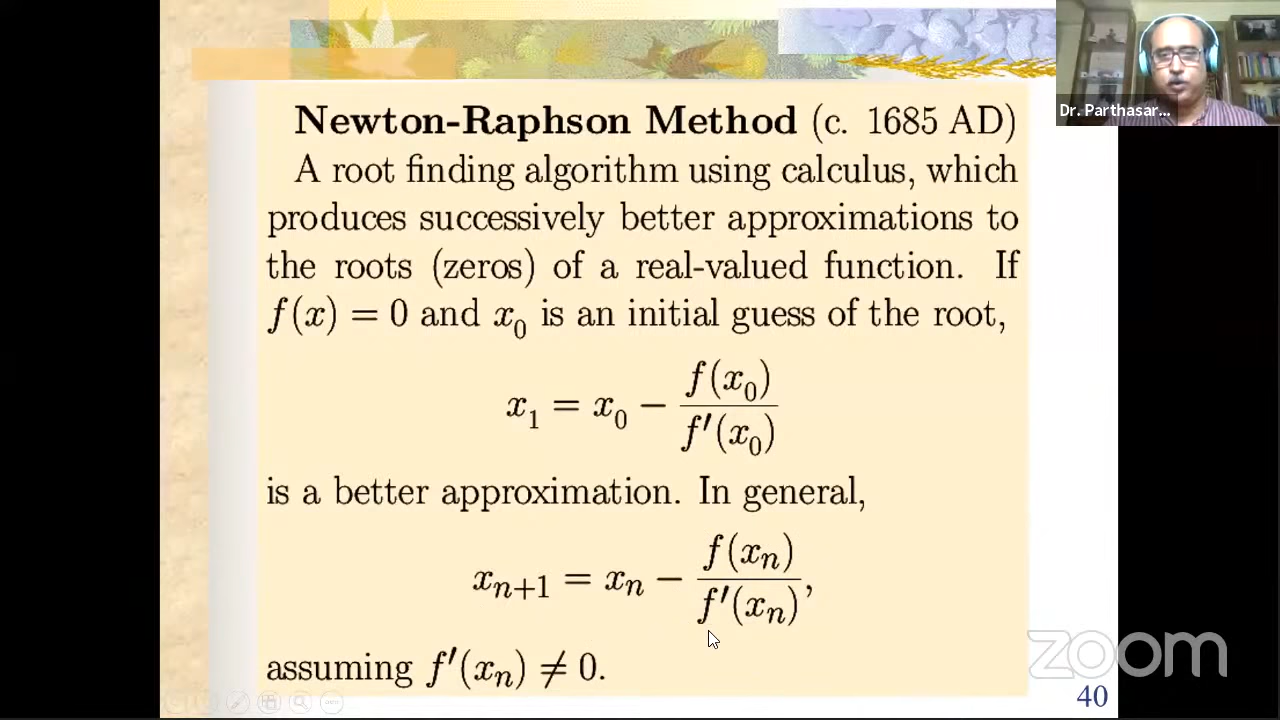 Newton-Raphson Method (c. 1685 AD)
A root finding algorithm using calculus, which
produces successively better approximations to
the roots (zeros) of a real-valued function. If
f(x) = 0 and x₀ is an initial guess of the root,
x₁ = x₀ − f(x₀) / f′(x₀)
is a better approximation. In general,
xₙ₊₁ = xₙ − f(xₙ) / f′(xₙ),
assuming f′(xₙ) ≠ 0.
Dr. Parthasar...
zoom
40